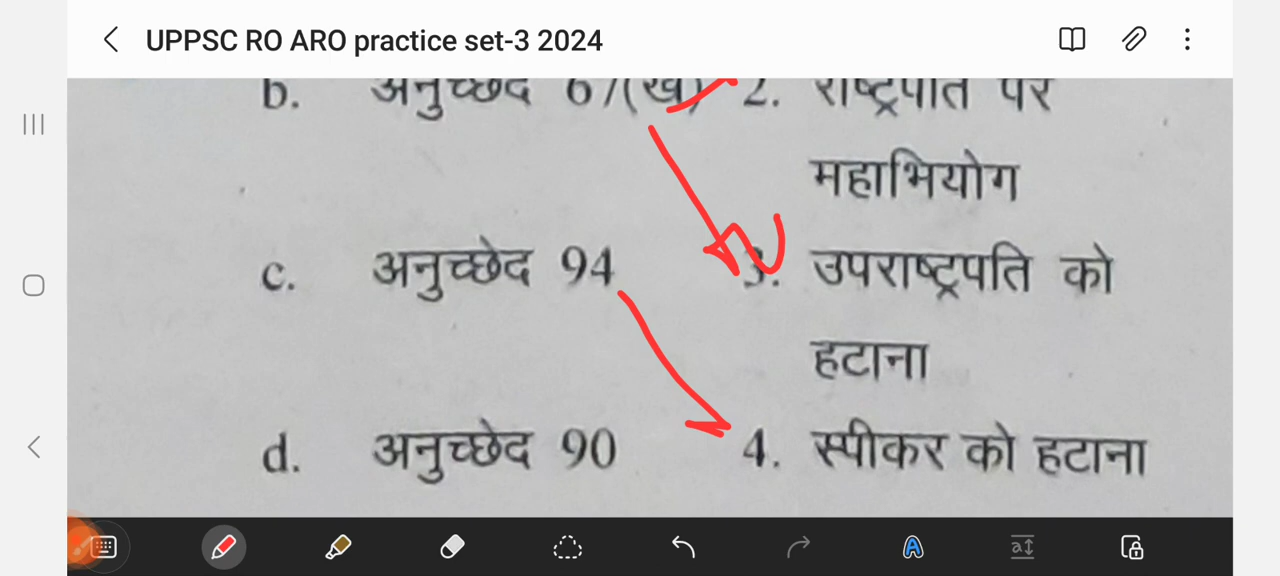 UPPSC RO ARO practice set-3 2024
b. अनुच्छेद 67(ख) 2. राष्ट्रपति पर
महाभियोग
c. अनुच्छेद 94 3. उपराष्ट्रपति को
हटाना
d. अनुच्छेद 90 4. स्पीकर को हटाना